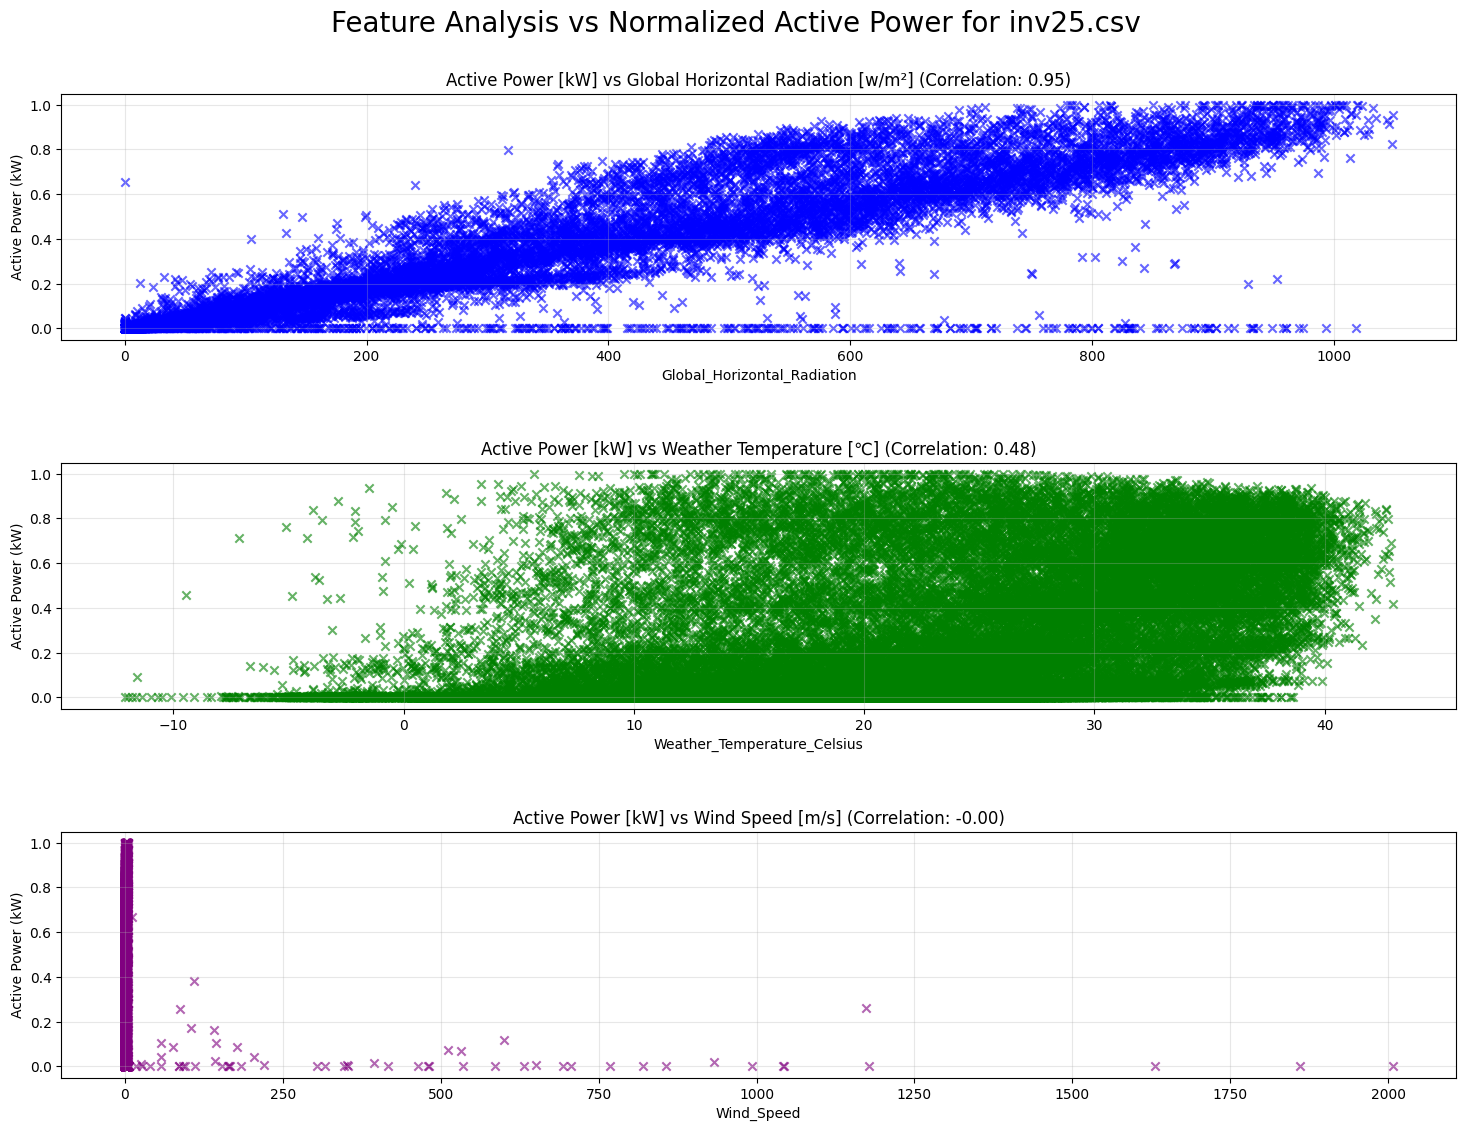 Feature Analysis vs Normalized Active Power for inv25.csv
Active Power [kW] vs Global Horizontal Radiation [w/m²] (Correlation: 0.95)
Active Power (kW)
1.0
0.8
0.6
0.4
0.2
0.0
0 200 400 600 800 1000
Global_Horizontal_Radiation
Active Power [kW] vs Weather Temperature [℃] (Correlation: 0.48)
Active Power (kW)
1.0
0.8
0.6
0.4
0.2
0.0
−10 0 10 20 30 40
Weather_Temperature_Celsius
Active Power [kW] vs Wind Speed [m/s] (Correlation: -0.00)
Active Power (kW)
1.0
0.8
0.6
0.4
0.2
0.0
0 250 500 750 1000 1250 1500 1750 2000
Wind_Speed